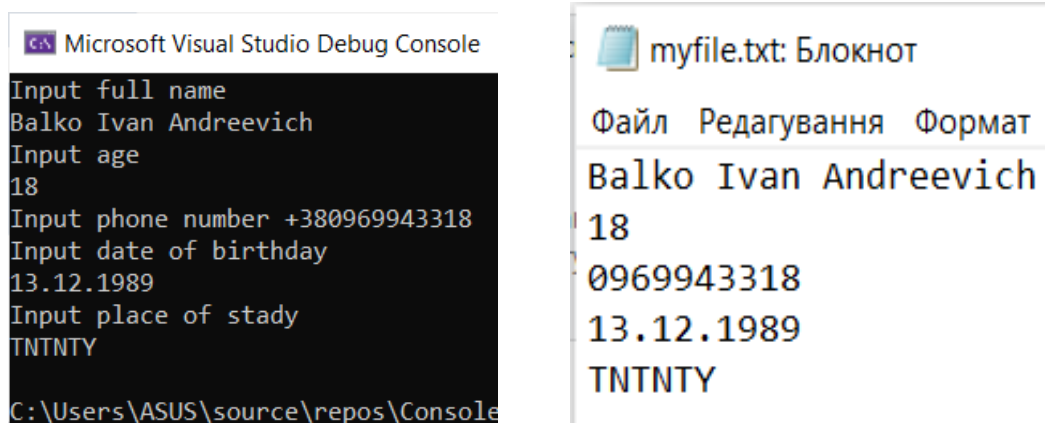 Microsoft Visual Studio Debug Console
Input full name
Balko Ivan Andreevich
Input age
18
Input phone number +380969943318
Input date of birthday
13.12.1989
Input place of stady
TNTNTY
C:\Users\ASUS\source\repos\Console
myfile.txt: Блокнот
Файл Редагування Формат
Balko Ivan Andreevich
18
0969943318
13.12.1989
TNTNTY